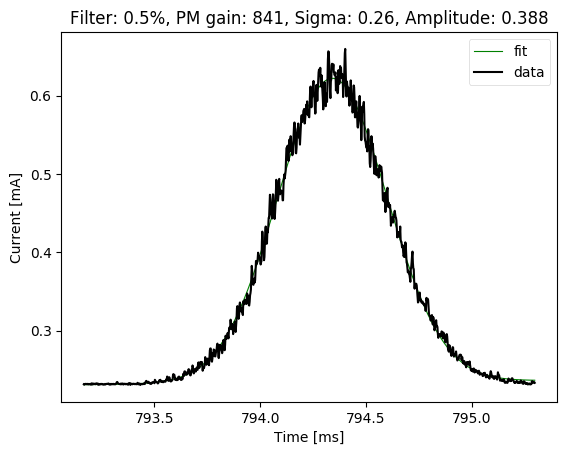 Filter: 0.5%, PM gain: 841, Sigma: 0.26, Amplitude: 0.388
fit
data
0.6
0.5
0.4
0.3
Current [mA]
793.5 794.0 794.5 795.0
Time [ms]